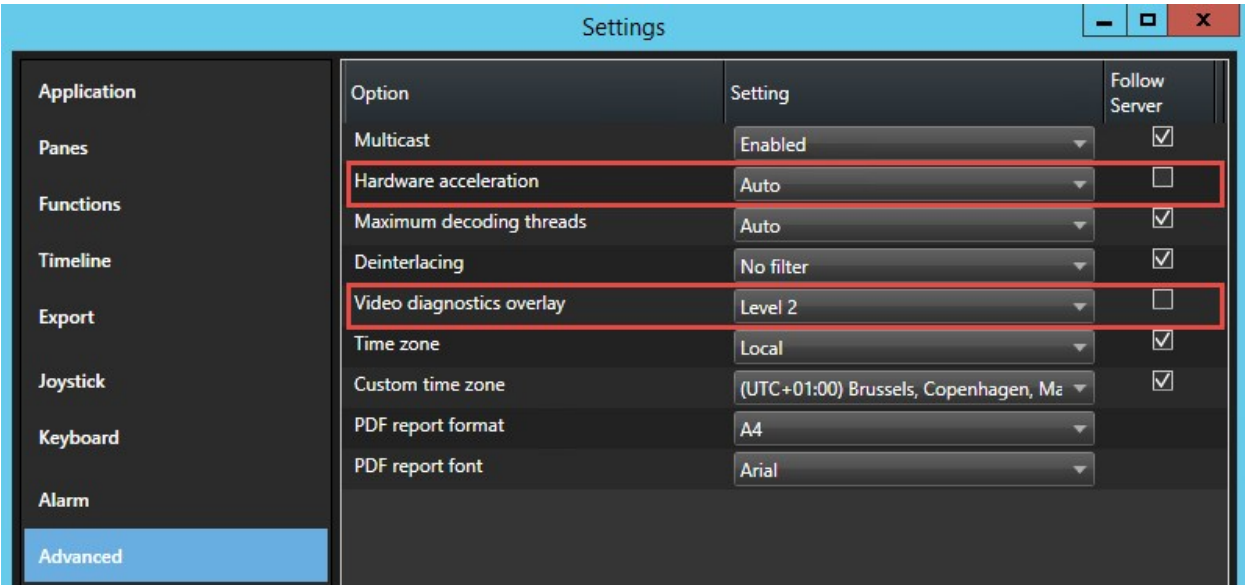 Settings
Application
Panes
Functions
Timeline
Export
Joystick
Keyboard
Alarm
Advanced
Option Setting Follow Server
Multicast Enabled
Hardware acceleration Auto
Maximum decoding threads Auto
Deinterlacing No filter
Video diagnostics overlay Level 2
Time zone Local
Custom time zone (UTC+01:00) Brussels, Copenhagen, Ma
PDF report format A4
PDF report font Arial